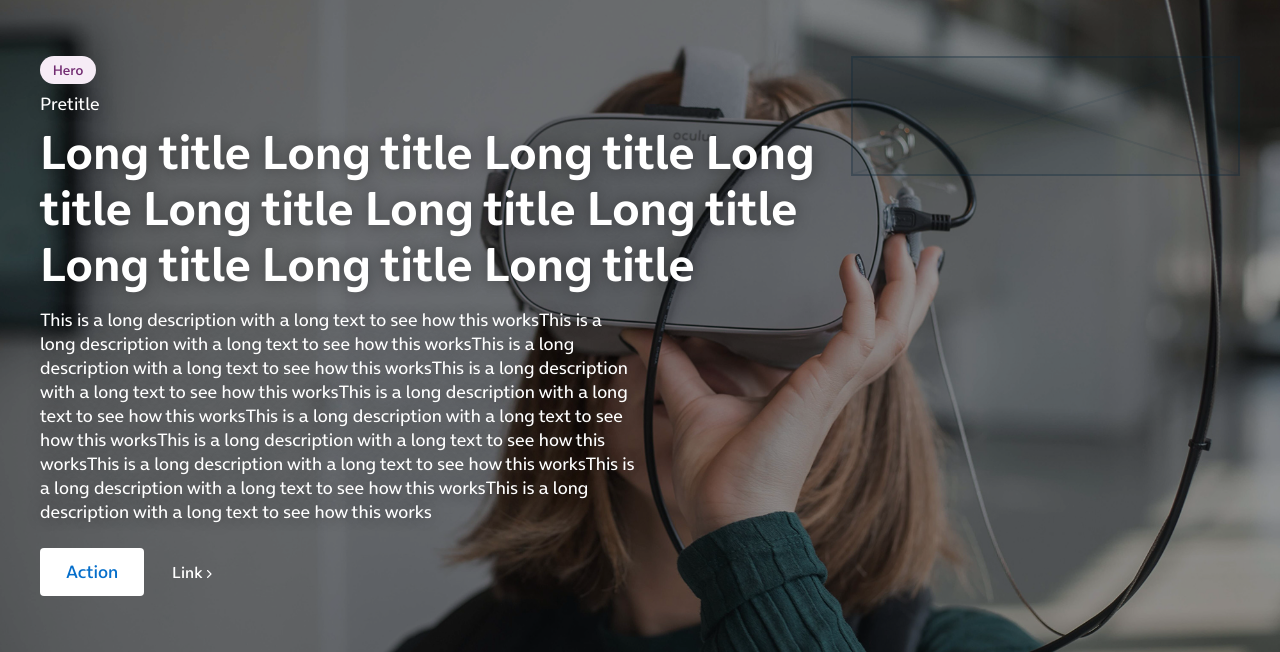 Hero
Pretitle
oculu
Long title Long title Long title Long
title Long title Long title Long title
Long title Long title Long title
This is a long description with a long text to see how this worksThis is a
long description with a long text to see how this worksThis is a long
description with a long text to see how this worksThis is a long description
with a long text to see how this worksThis is a long description with a long
text to see how this worksThis is a long description with a long text to see
how this worksThis is a long description with a long text to see how this
worksThis is a long description with a long text to see how this worksThis is
a long description with a long text to see how this worksThis is a long
description with a long text to see how this works
Action
Link ›